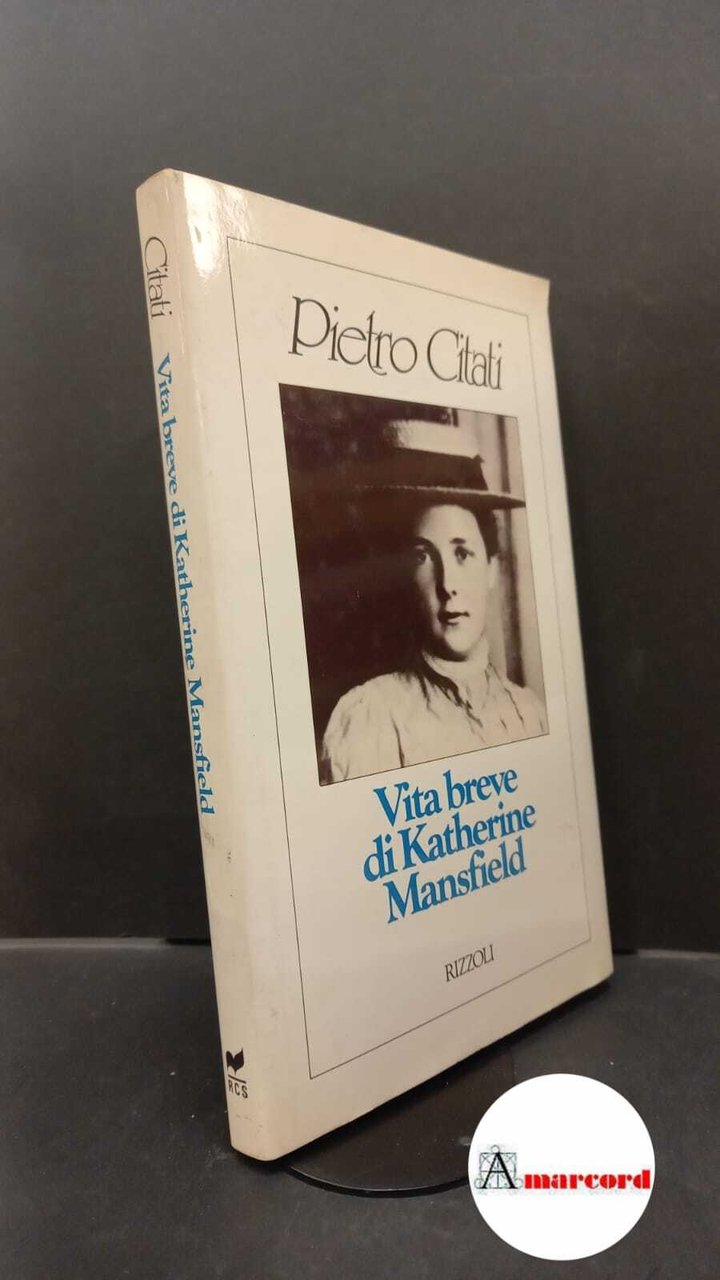 Citati Vita breve di Katherine Mansfield
RCS
Pietro Citati
Vita breve
di Katherine
Mansfield
RIZZOLI
Amarcord